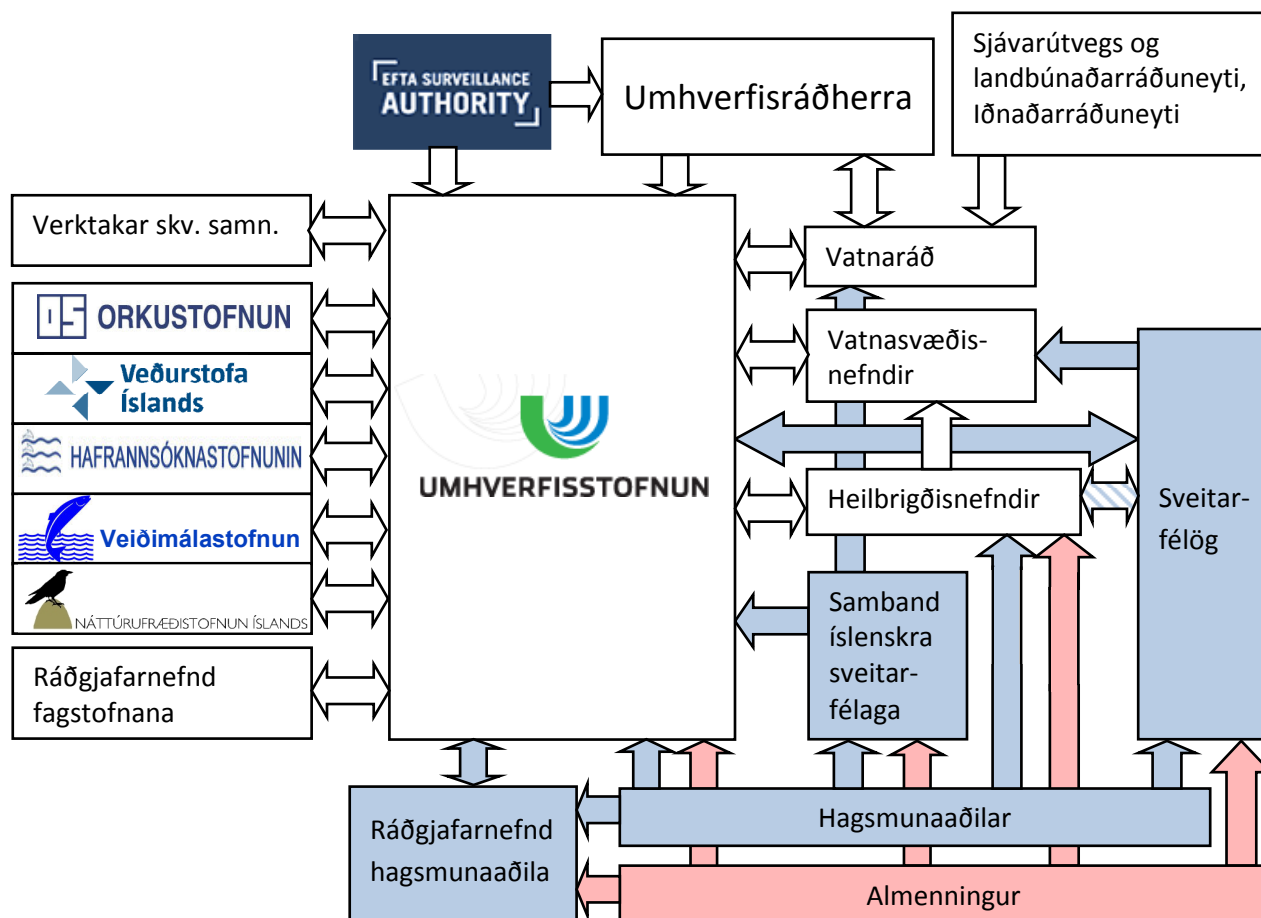 EFTA SURVEILLANCE
AUTHORITY
Umhverfisráðherra
Sjávarútvegs og
landbúnaðarráðuneyti,
Iðnaðarráðuneyti
Verktakar skv. samn.
Vatnaráð
OS ORKUSTOFNUN
Vatnasvæðis-
nefndir
Veðurstofa
Íslands
HAFRANNSÓKNASTOFNUNIN
UMHVERFISSTOFNUN
Heilbrigðisnefndir
Sveitar-
félög
Veiðimálastofnun
Samband
íslenskra
sveitar-
félaga
NÁTTÚRUFRÆÐISTOFNUN ÍSLANDS
Ráðgjafarnefnd
fagstofnana
Ráðgjafarnefnd
hagsmunaaðila
Hagsmunaaðilar
Almenningur